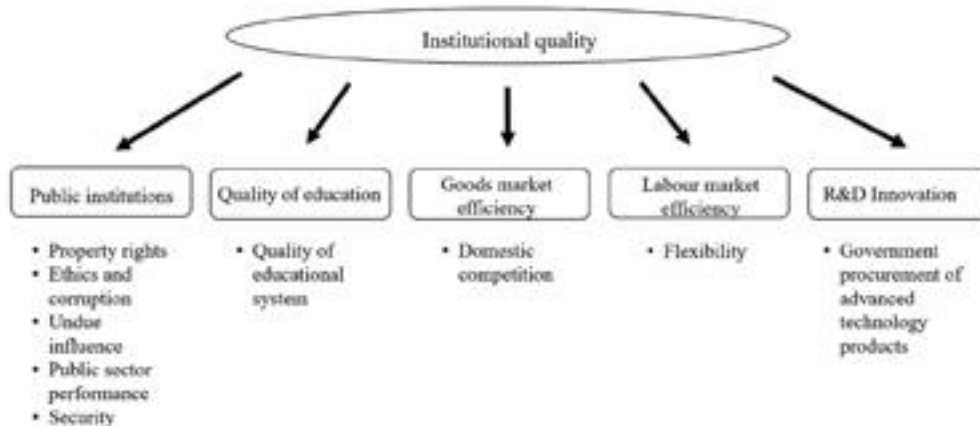 Institutional quality
Public institutions
• Property rights
• Ethics and
corruption
• Undue
influence
• Public sector
performance
• Security
Quality of education
• Quality of
educational
system
Goods market
efficiency
• Domestic
competition
Labour market
efficiency
• Flexibility
R&D Innovation
• Government
procurement of
advanced
technology
products